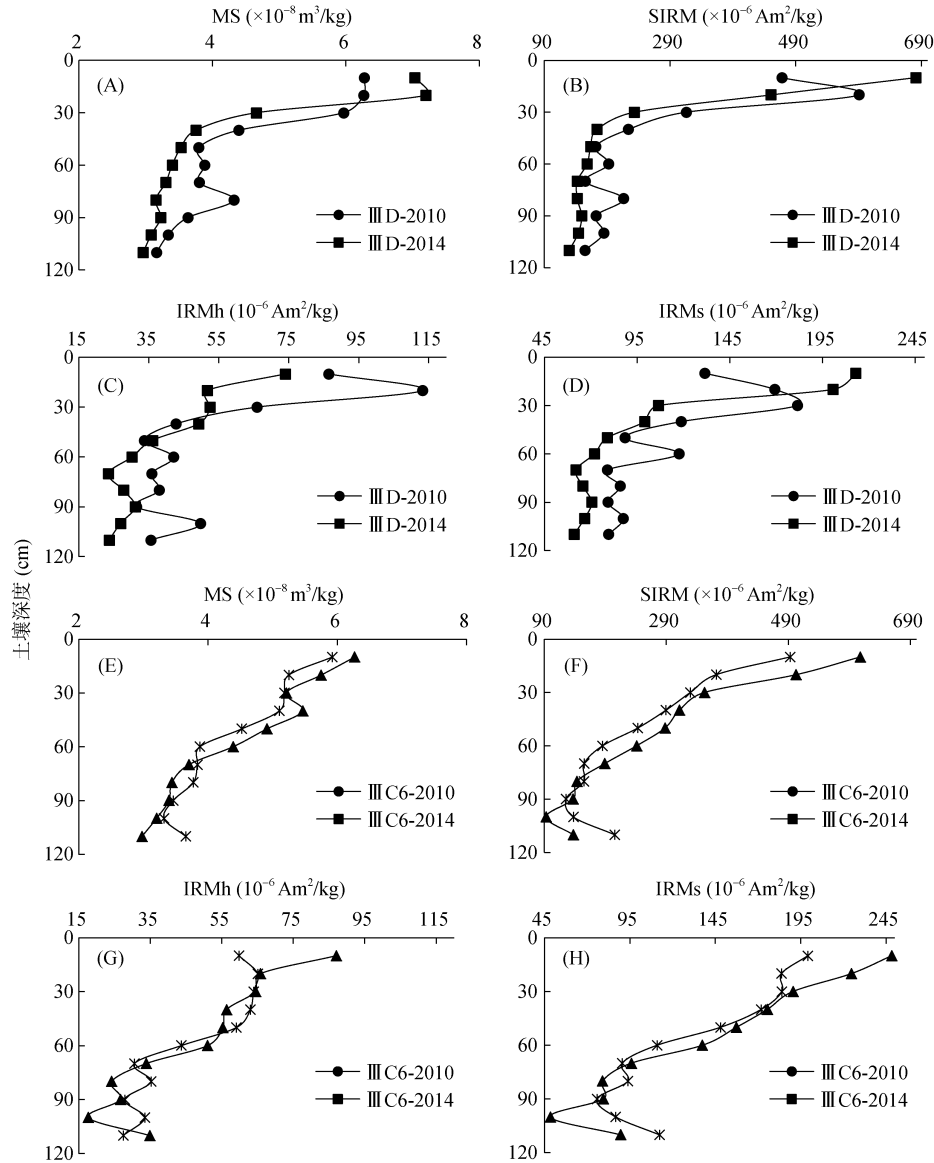 MS (×10⁻⁸ m³/kg)
2 4 6 8
0
30
60
90
120
(A)
ⅢD-2010
ⅢD-2014
SIRM (×10⁻⁶ Am²/kg)
90 290 490 690
0
30
60
90
120
(B)
ⅢD-2010
ⅢD-2014
IRMh (10⁻⁶ Am²/kg)
15 35 55 75 95 115
0
30
60
90
120
(C)
ⅢD-2010
ⅢD-2014
IRMs (10⁻⁶ Am²/kg)
45 95 145 195 245
0
30
60
90
120
(D)
ⅢD-2010
ⅢD-2014
土壤深度 (cm)
MS (×10⁻⁸ m³/kg)
2 4 6 8
0
30
60
90
120
(E)
ⅢC6-2010
ⅢC6-2014
SIRM (×10⁻⁶ Am²/kg)
90 290 490 690
0
30
60
90
120
(F)
ⅢC6-2010
ⅢC6-2014
IRMh (10⁻⁶ Am²/kg)
15 35 55 75 95 115
0
30
60
90
120
(G)
ⅢC6-2010
ⅢC6-2014
IRMs (10⁻⁶ Am²/kg)
45 95 145 195 245
0
30
60
90
120
(H)
ⅢC6-2010
ⅢC6-2014